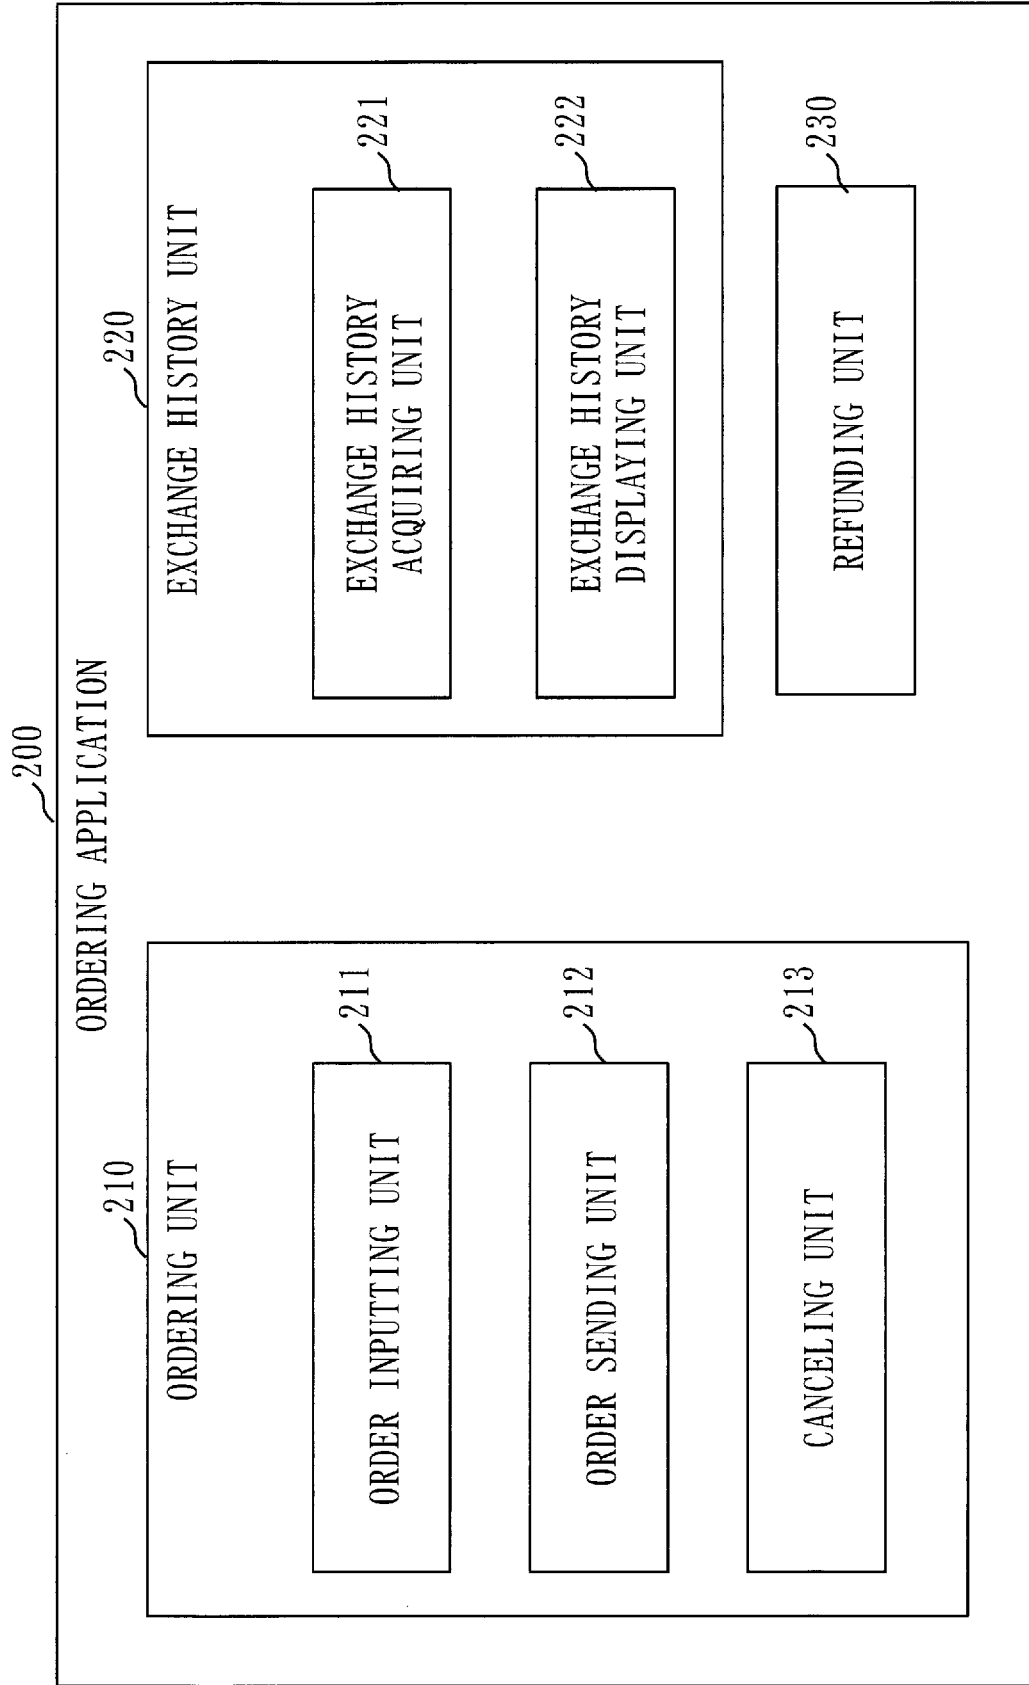 200
ORDERING APPLICATION
210
ORDERING UNIT
211
ORDER INPUTTING UNIT
212
ORDER SENDING UNIT
213
CANCELING UNIT
220
EXCHANGE HISTORY UNIT
221
EXCHANGE HISTORY
ACQUIRING UNIT
222
EXCHANGE HISTORY
DISPLAYING UNIT
230
REFUNDING UNIT